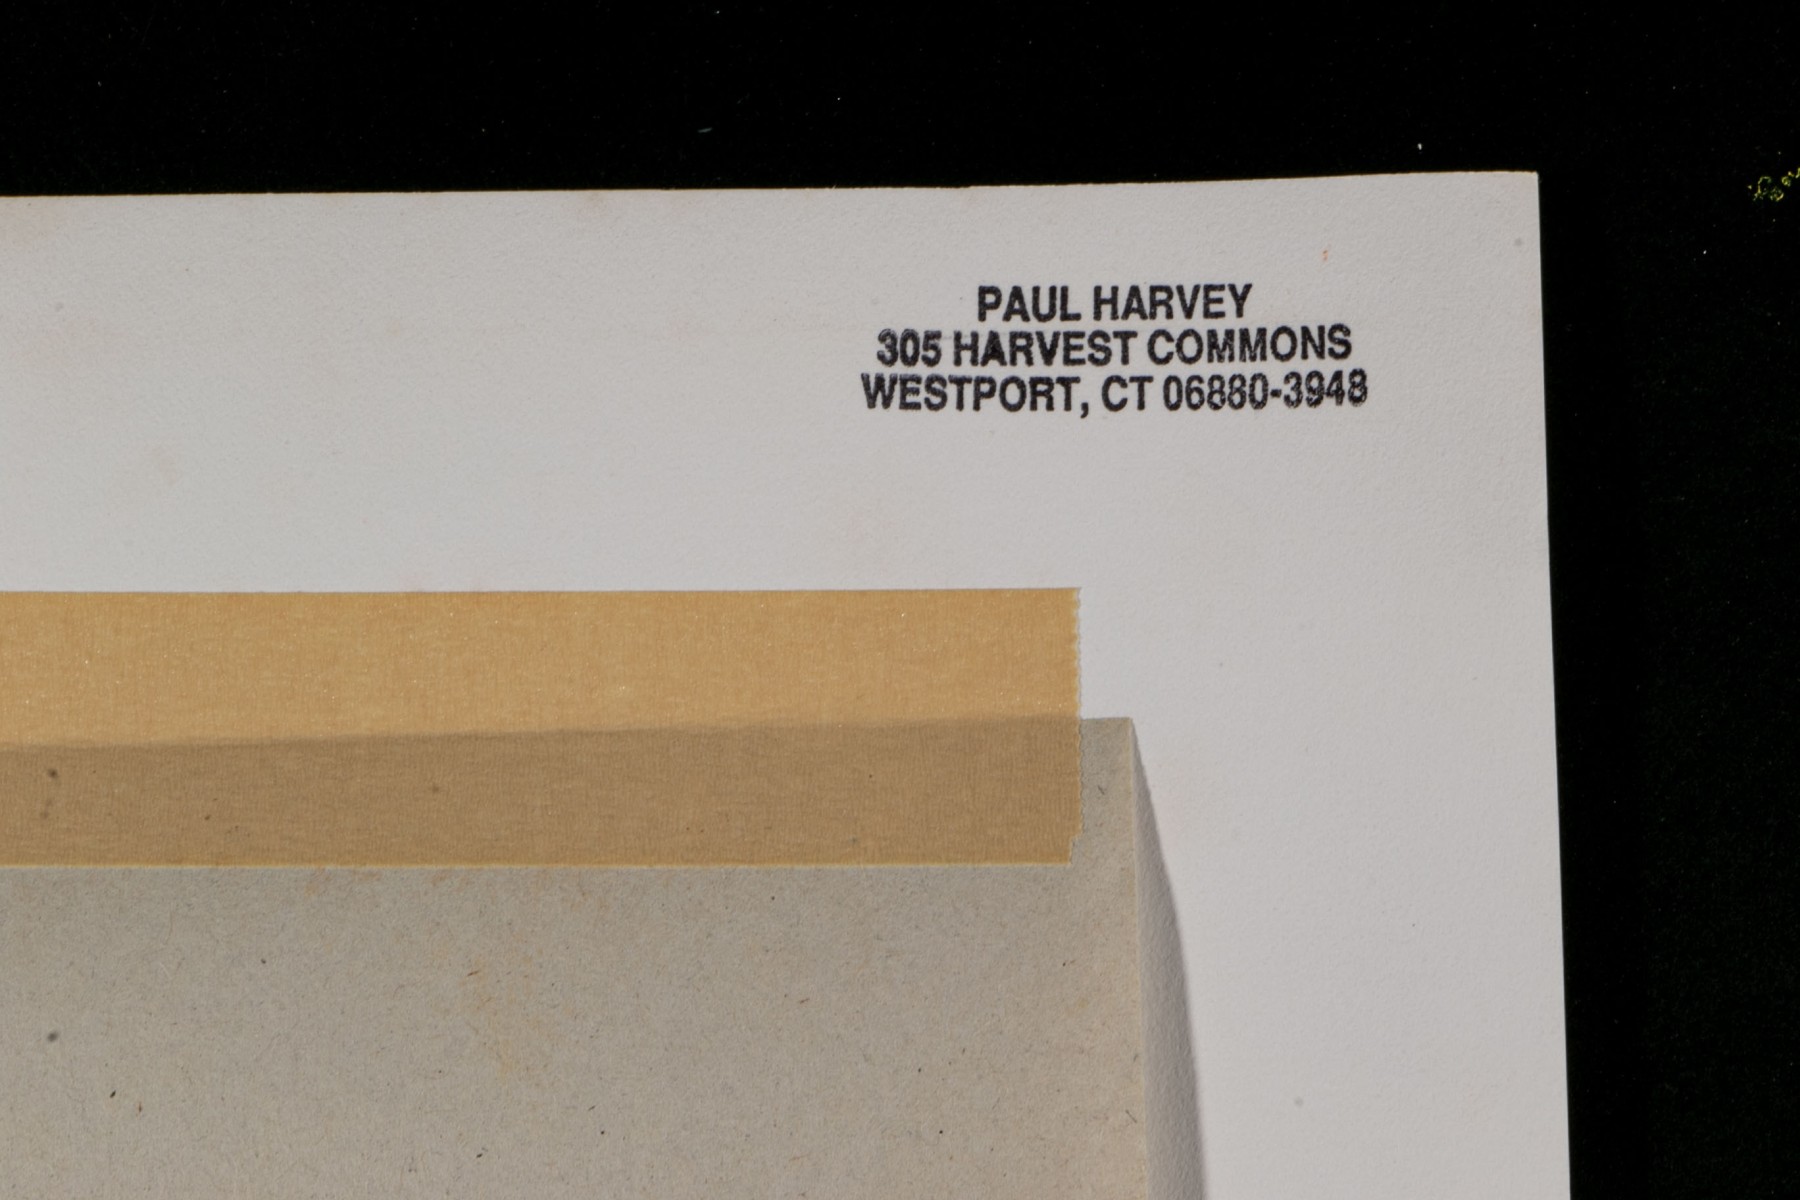 PAUL HARVEY
305 HARVEST COMMONS
WESTPORT, CT 06880-3948